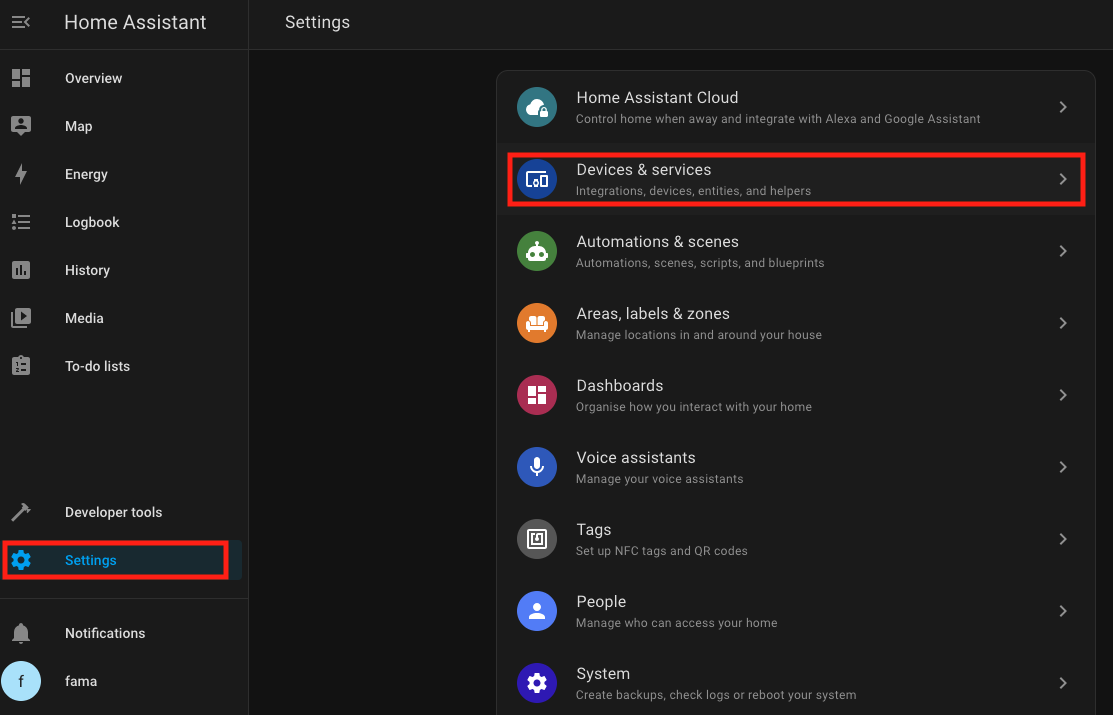 Home Assistant
Settings
Overview
Map
Energy
Logbook
History
Media
To-do lists
Developer tools
Settings
Notifications
f
fama
Home Assistant Cloud
Control home when away and integrate with Alexa and Google Assistant
Devices & services
Integrations, devices, entities, and helpers
Automations & scenes
Automations, scenes, scripts, and blueprints
Areas, labels & zones
Manage locations in and around your house
Dashboards
Organise how you interact with your home
Voice assistants
Manage your voice assistants
Tags
Set up NFC tags and QR codes
People
Manage who can access your home
System
Create backups, check logs or reboot your system